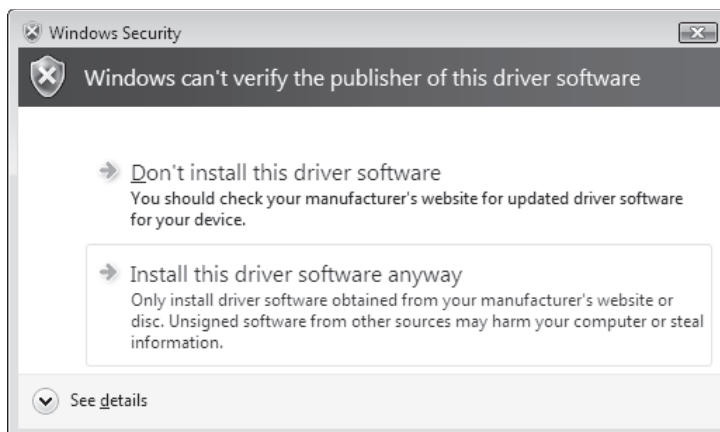 Windows Security
Windows can't verify the publisher of this driver software
Don't install this driver software
You should check your manufacturer's website for updated driver software
for your device.
Install this driver software anyway
Only install driver software obtained from your manufacturer's website or
disc. Unsigned software from other sources may harm your computer or steal
information.
See details